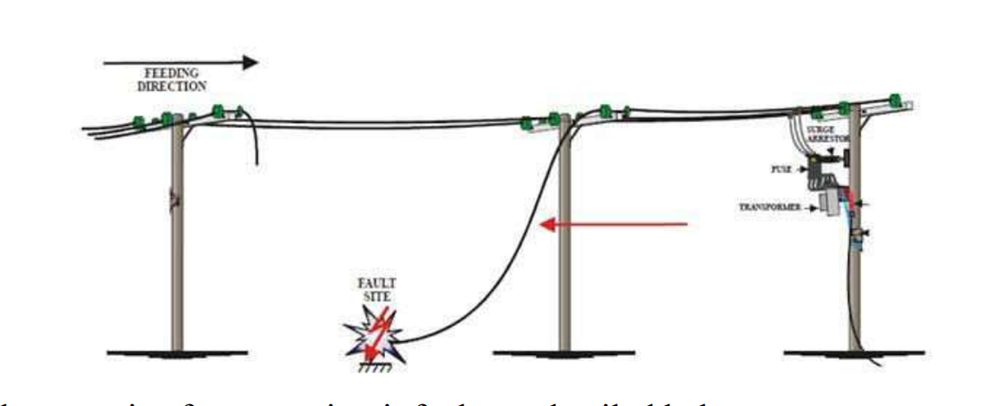 FEEDING
DIRECTION
SURGE
ARRESTOR
FUSE
TRANSFORMER
FAULT
SITE